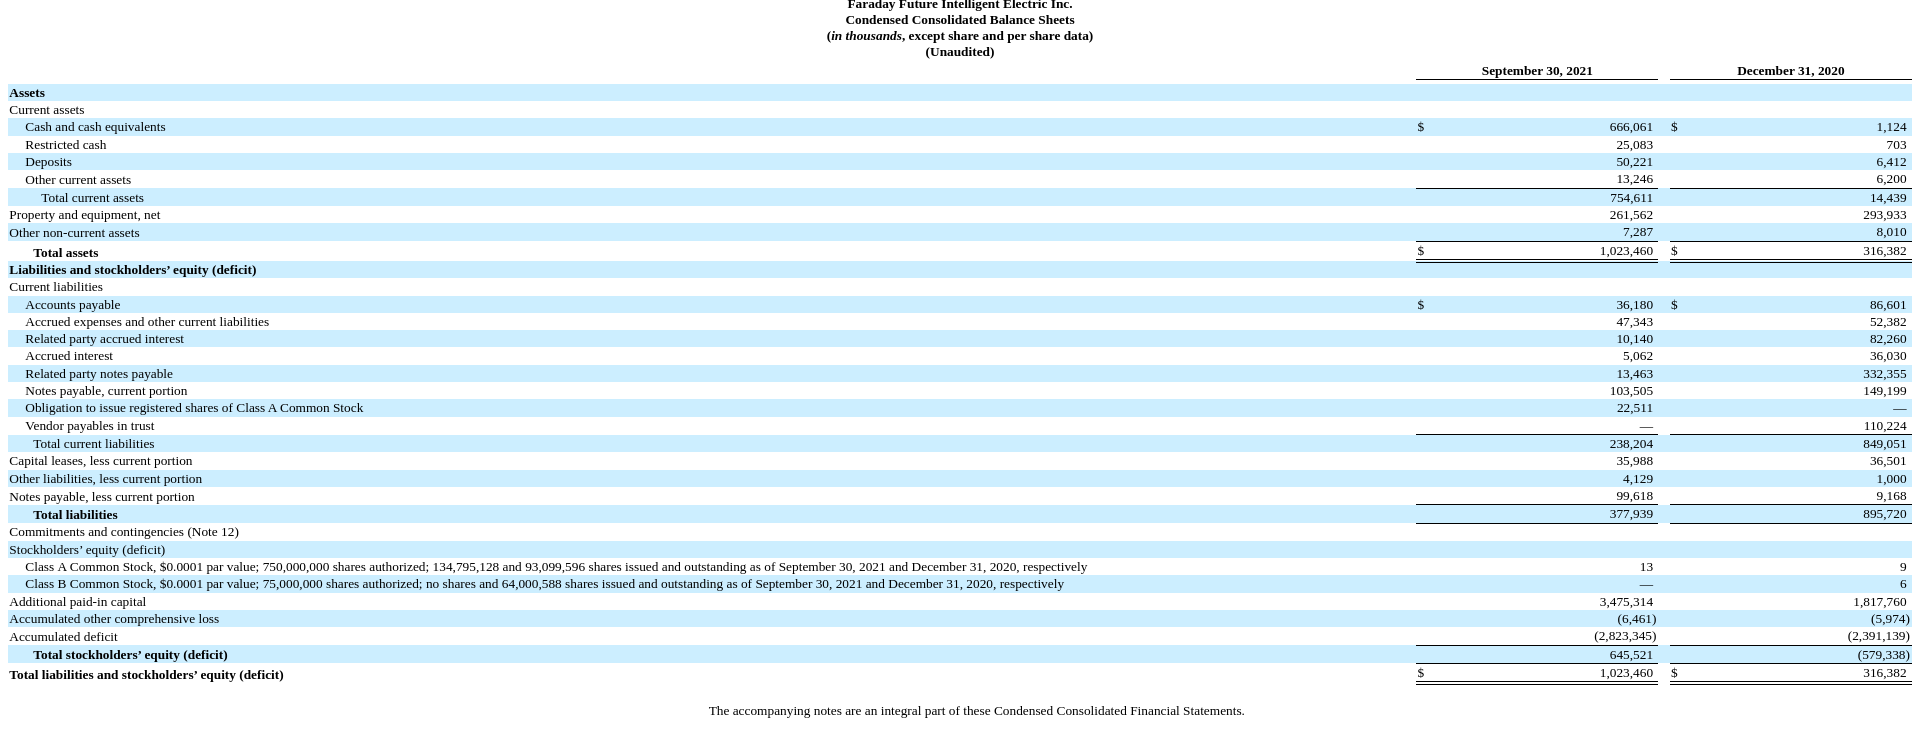 Faraday Future Intelligent Electric Inc.
Condensed Consolidated Balance Sheets
(in thousands, except share and per share data)
(Unaudited)
September 30, 2021 December 31, 2020
Assets
Current assets
Cash and cash equivalents $ 666,061 $ 1,124
Restricted cash 25,083 703
Deposits 50,221 6,412
Other current assets 13,246 6,200
Total current assets 754,611 14,439
Property and equipment, net 261,562 293,933
Other non-current assets 7,287 8,010
Total assets $ 1,023,460 $ 316,382
Liabilities and stockholders’ equity (deficit)
Current liabilities
Accounts payable $ 36,180 $ 86,601
Accrued expenses and other current liabilities 47,343 52,382
Related party accrued interest 10,140 82,260
Accrued interest 5,062 36,030
Related party notes payable 13,463 332,355
Notes payable, current portion 103,505 149,199
Obligation to issue registered shares of Class A Common Stock 22,511 —
Vendor payables in trust — 110,224
Total current liabilities 238,204 849,051
Capital leases, less current portion 35,988 36,501
Other liabilities, less current portion 4,129 1,000
Notes payable, less current portion 99,618 9,168
Total liabilities 377,939 895,720
Commitments and contingencies (Note 12)
Stockholders’ equity (deficit)
Class A Common Stock, $0.0001 par value; 750,000,000 shares authorized; 134,795,128 and 93,099,596 shares issued and outstanding as of September 30, 2021 and December 31, 2020, respectively 13 9
Class B Common Stock, $0.0001 par value; 75,000,000 shares authorized; no shares and 64,000,588 shares issued and outstanding as of September 30, 2021 and December 31, 2020, respectively — 6
Additional paid-in capital 3,475,314 1,817,760
Accumulated other comprehensive loss (6,461) (5,974)
Accumulated deficit (2,823,345) (2,391,139)
Total stockholders’ equity (deficit) 645,521 (579,338)
Total liabilities and stockholders’ equity (deficit) $ 1,023,460 $ 316,382
The accompanying notes are an integral part of these Condensed Consolidated Financial Statements.